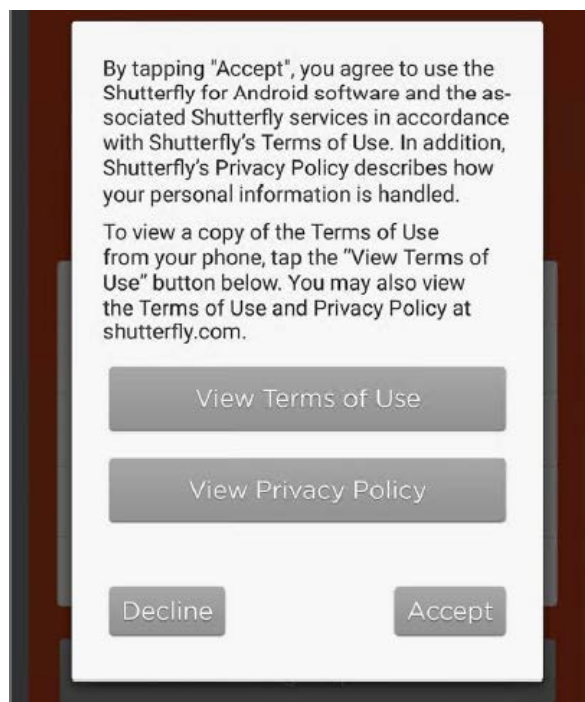 By tapping "Accept", you agree to use the
Shutterfly for Android software and the as-
sociated Shutterfly services in accordance
with Shutterfly's Terms of Use. In addition,
Shutterfly's Privacy Policy describes how
your personal information is handled.
To view a copy of the Terms of Use
from your phone, tap the “View Terms of
Use” button below. You may also view
the Terms of Use and Privacy Policy at
shutterfly.com.
View Terms of Use
View Privacy Policy
Decline
Accept